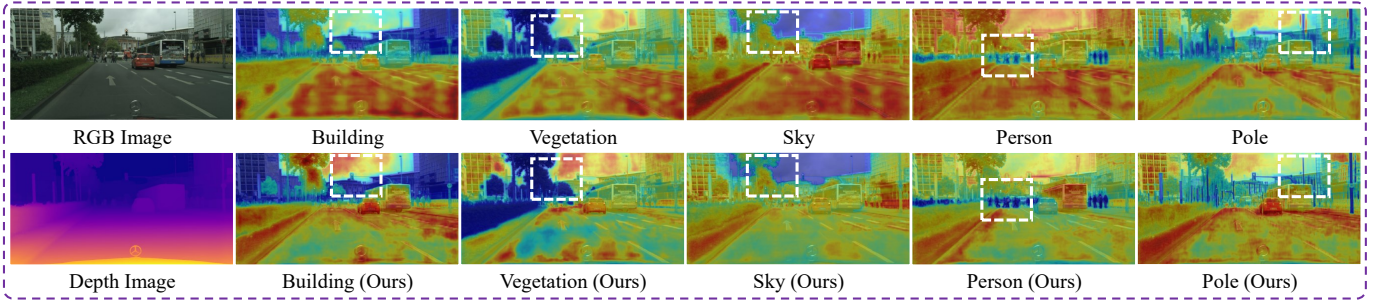 RGB Image Building Vegetation Sky Person Pole
Depth Image Building (Ours) Vegetation (Ours) Sky (Ours) Person (Ours) Pole (Ours)